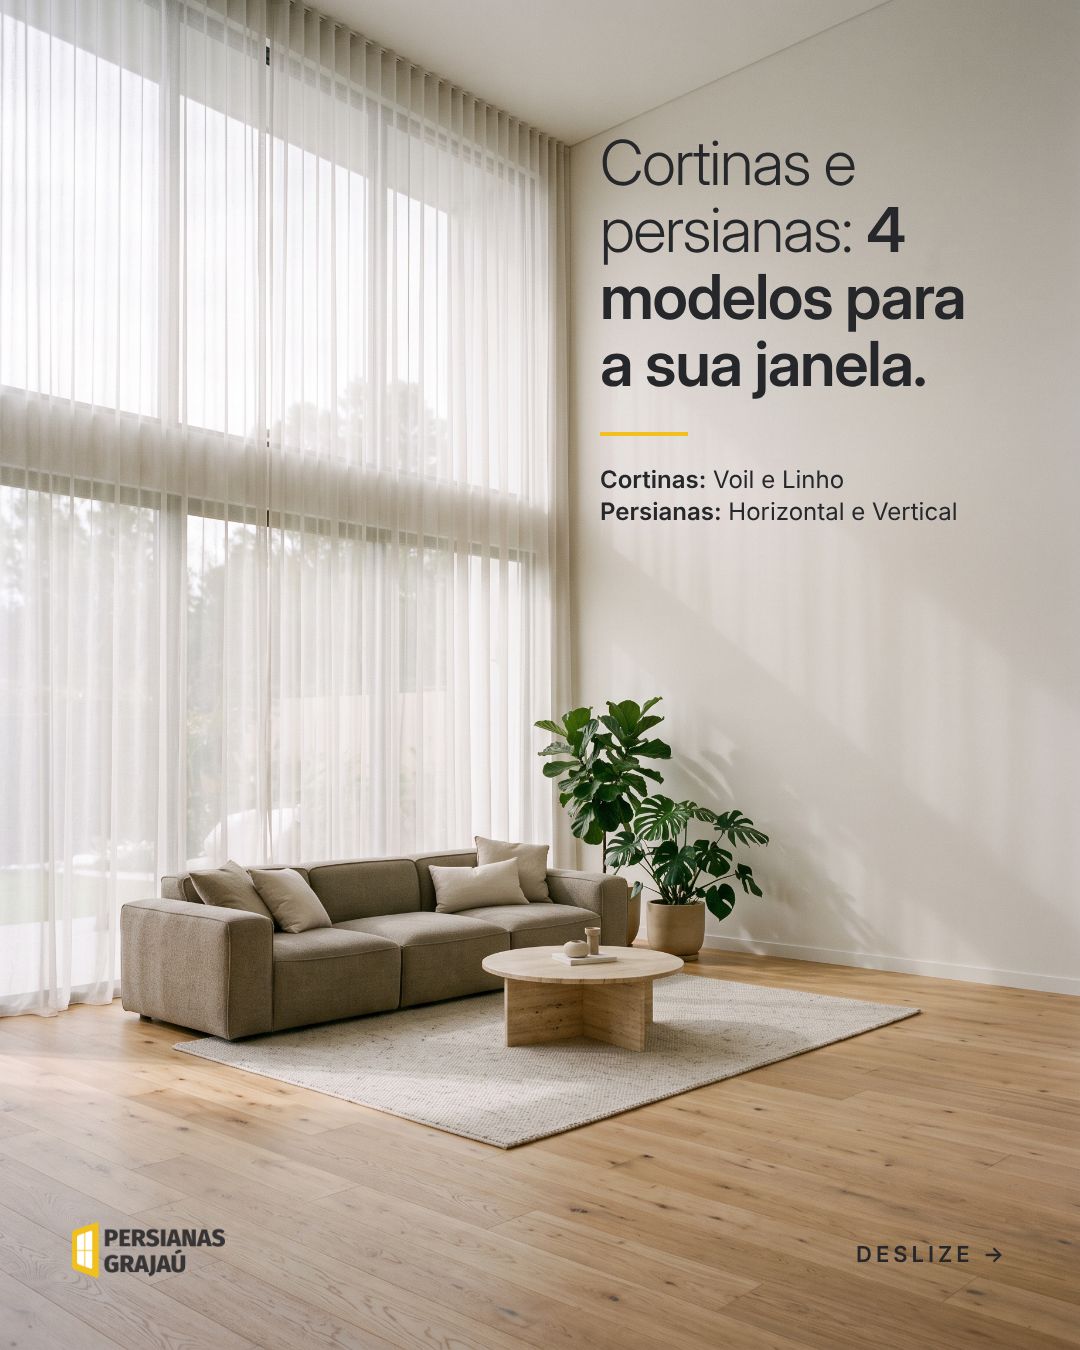 Cortinas e
persianas: 4
modelos para
a sua janela.
Cortinas: Voil e Linho
Persianas: Horizontal e Vertical
PERSIANAS
GRAJAÚ
DESLIZE →